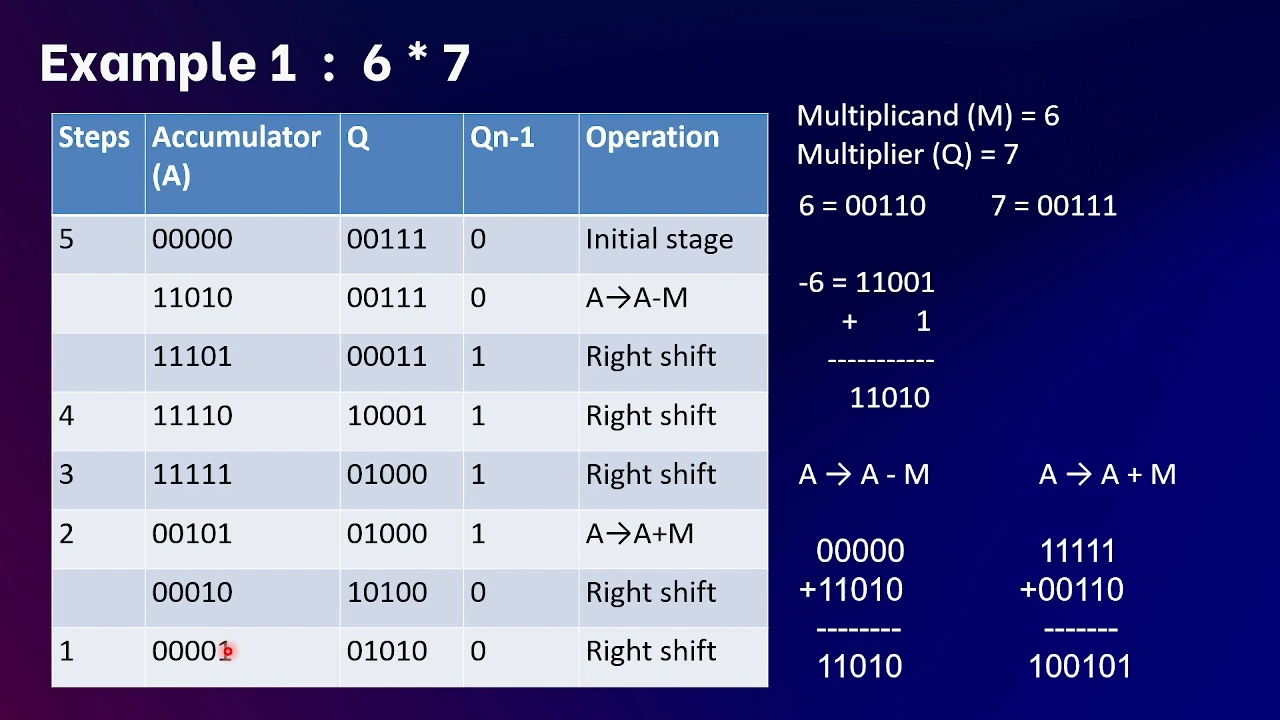 Example 1 : 6 * 7
Steps Accumulator (A) Q Qn-1 Operation
5 00000 00111 0 Initial stage
11010 00111 0 A→A-M
11101 00011 1 Right shift
4 11110 10001 1 Right shift
3 11111 01000 1 Right shift
2 00101 01000 1 A→A+M
00010 10100 0 Right shift
1 00001 01010 0 Right shift
Multiplicand (M) = 6
Multiplier (Q) = 7
6 = 00110 7 = 00111
-6 = 11001
+ 1
-----------
11010
A → A - M A → A + M
00000 11111
+11010 +00110
-------- -------
11010 100101